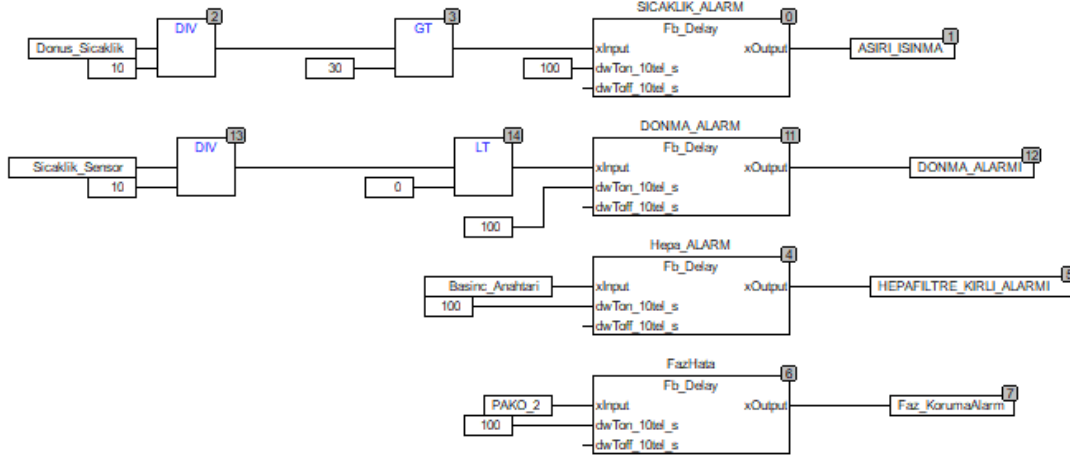 SICAKLIK_ALARM
2
3
0
DIV
GT
Fb_Delay
1
Donus_Sicaklik
xInput
xOutput
ASIRI_ISINMA
10
30
100
dwTon_10tel_s
dwToff_10tel_s
DONMA_ALARM
13
14
11
DIV
LT
Fb_Delay
12
Sicaklik_Sensor
xInput
xOutput
DONMA_ALARMI
10
0
dwTon_10tel_s
dwToff_10tel_s
100
Hepa_ALARM
4
Fb_Delay
5
Basinc_Anahtari
xInput
xOutput
HEPAFILTRE_KIRLI_ALARMI
100
dwTon_10tel_s
dwToff_10tel_s
FazHata
6
Fb_Delay
7
PAKO_2
xInput
xOutput
Faz_KorumaAlarm
100
dwTon_10tel_s
dwToff_10tel_s